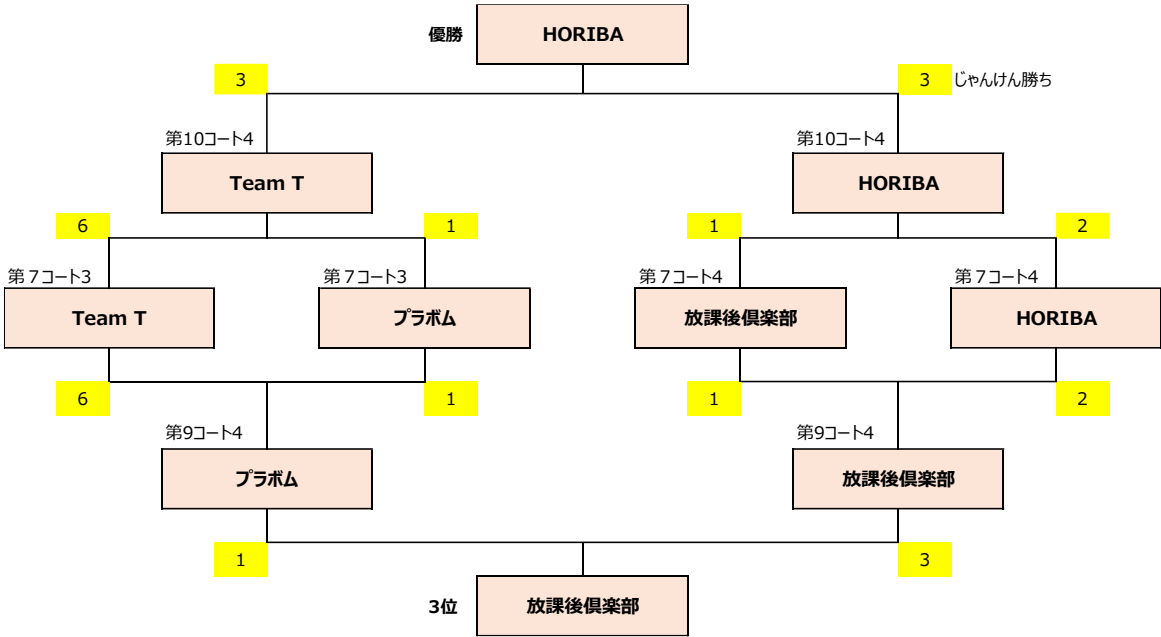 優勝 HORIBA
3 3 じゃんけん勝ち
第10コート4 第10コート4
Team T HORIBA
6 1 1 2
第７コート3 第７コート3 第７コート4 第７コート4
Team T プラボム 放課後倶楽部 HORIBA
6 1 1 2
第9コート4 第9コート4
プラボム 放課後倶楽部
1 3
3位 放課後倶楽部